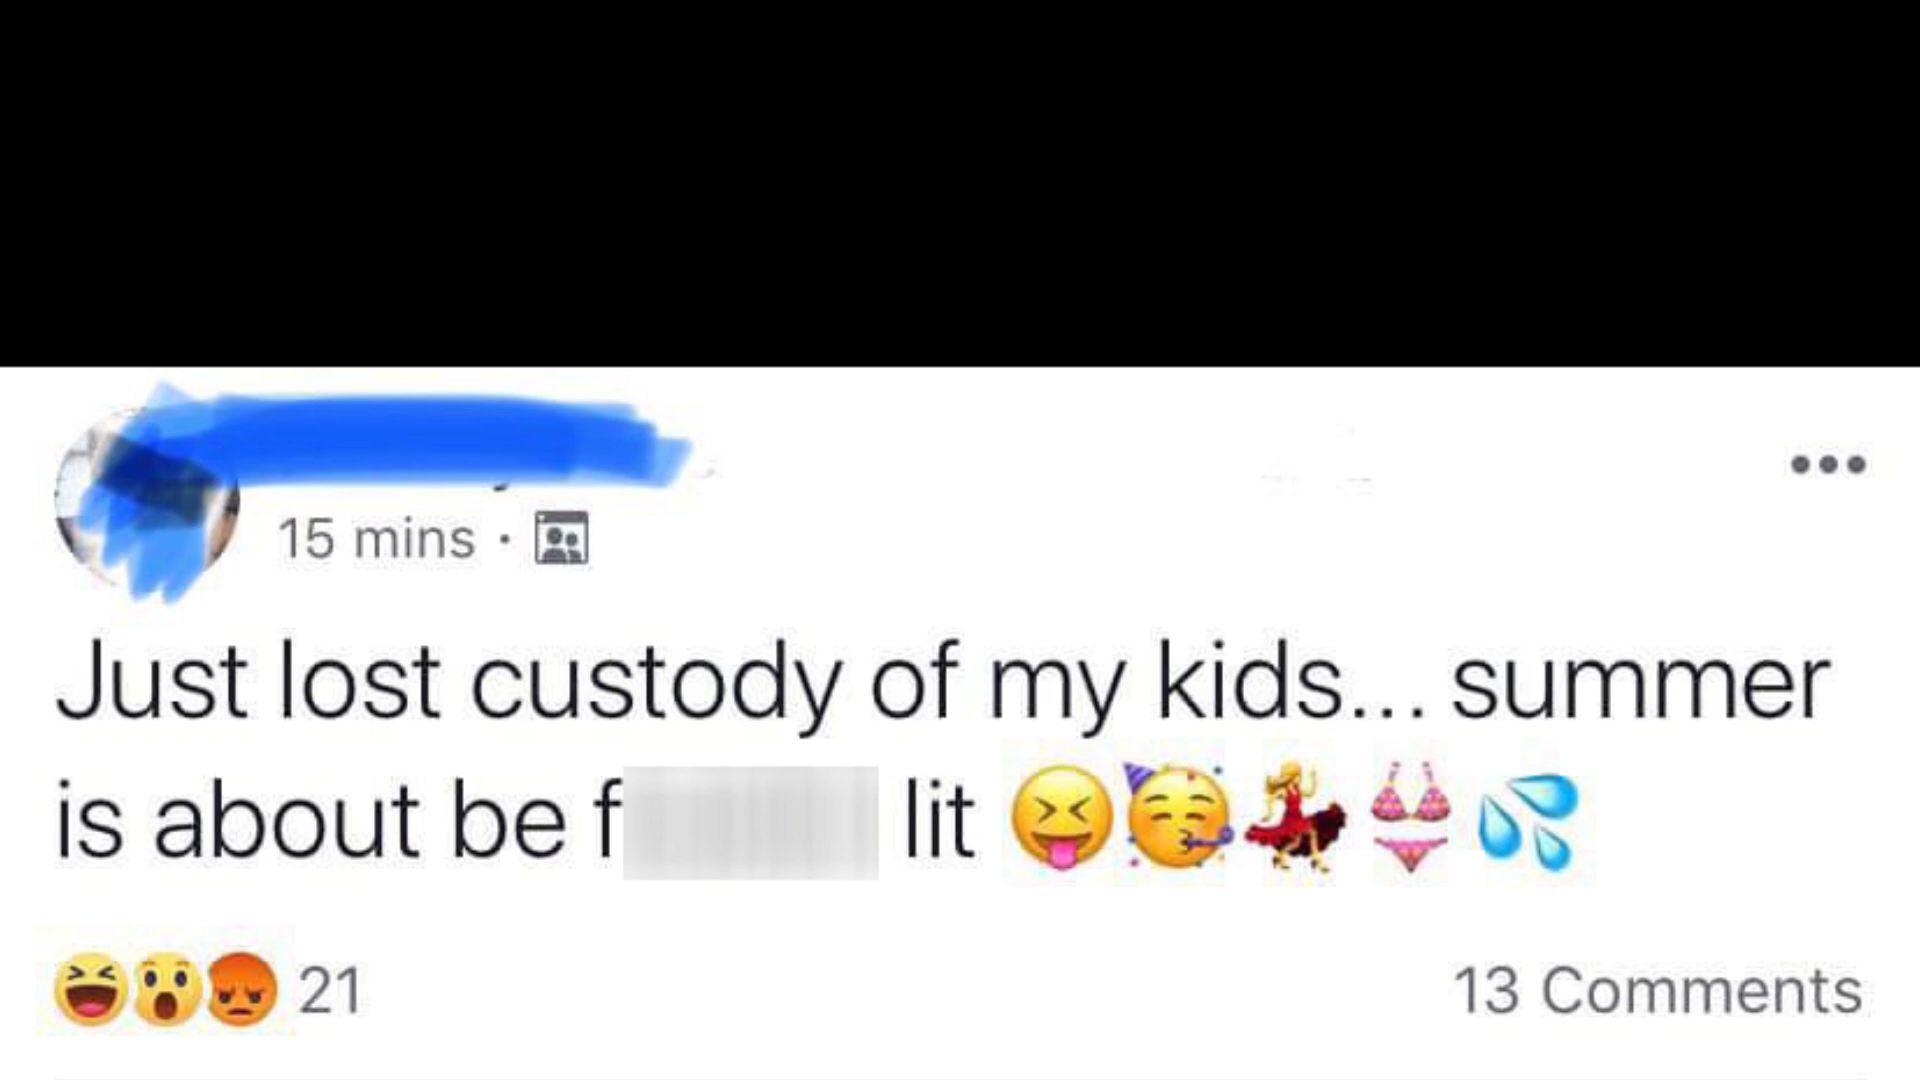 15 mins ·
Just lost custody of my kids... summer
is about be f lit 😝🥳💃👙💦
21
13 Comments